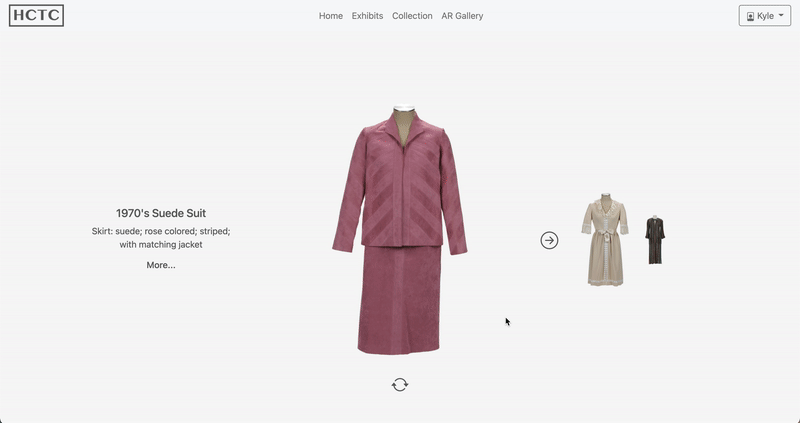 HCTC
Home Exhibits Collection AR Gallery
Kyle
1970's Suede Suit
Skirt: suede; rose colored; striped;
with matching jacket
More...